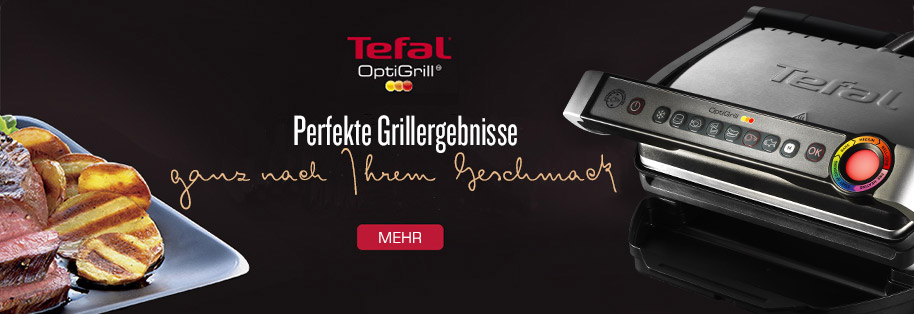 Tefal
OptiGrill®
Perfekte Grillergebnisse
ganz nach Ihrem Geschmack
MEHR
Tefal
OptiGrill
OK